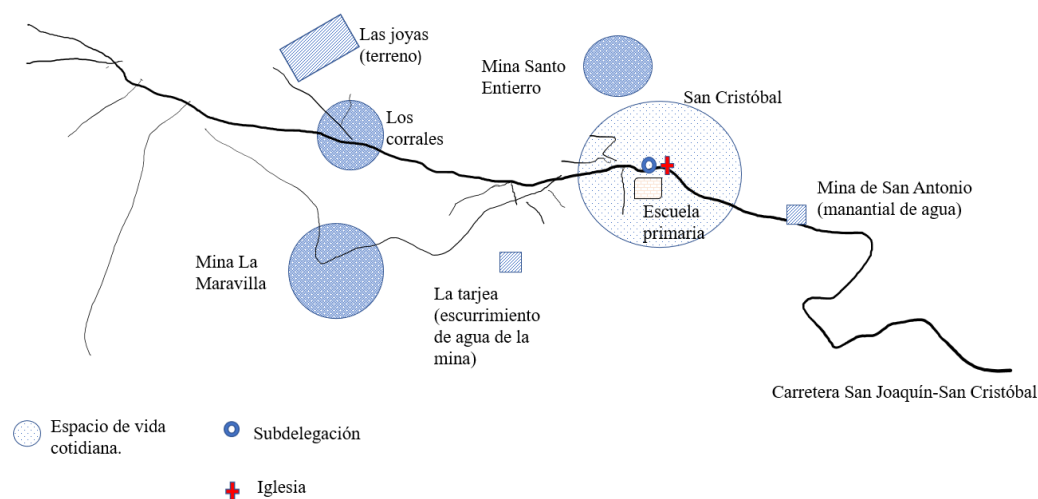 Las joyas
(terreno)
Mina Santo
Entierro
San Cristóbal
Los
corrales
Mina de San Antonio
(manantial de agua)
Escuela
primaria
Mina La
Maravilla
La tarjea
(escurrimiento
de agua de la
mina)
Carretera San Joaquín-San Cristóbal
Espacio de vida
cotidiana.
Subdelegación
Iglesia